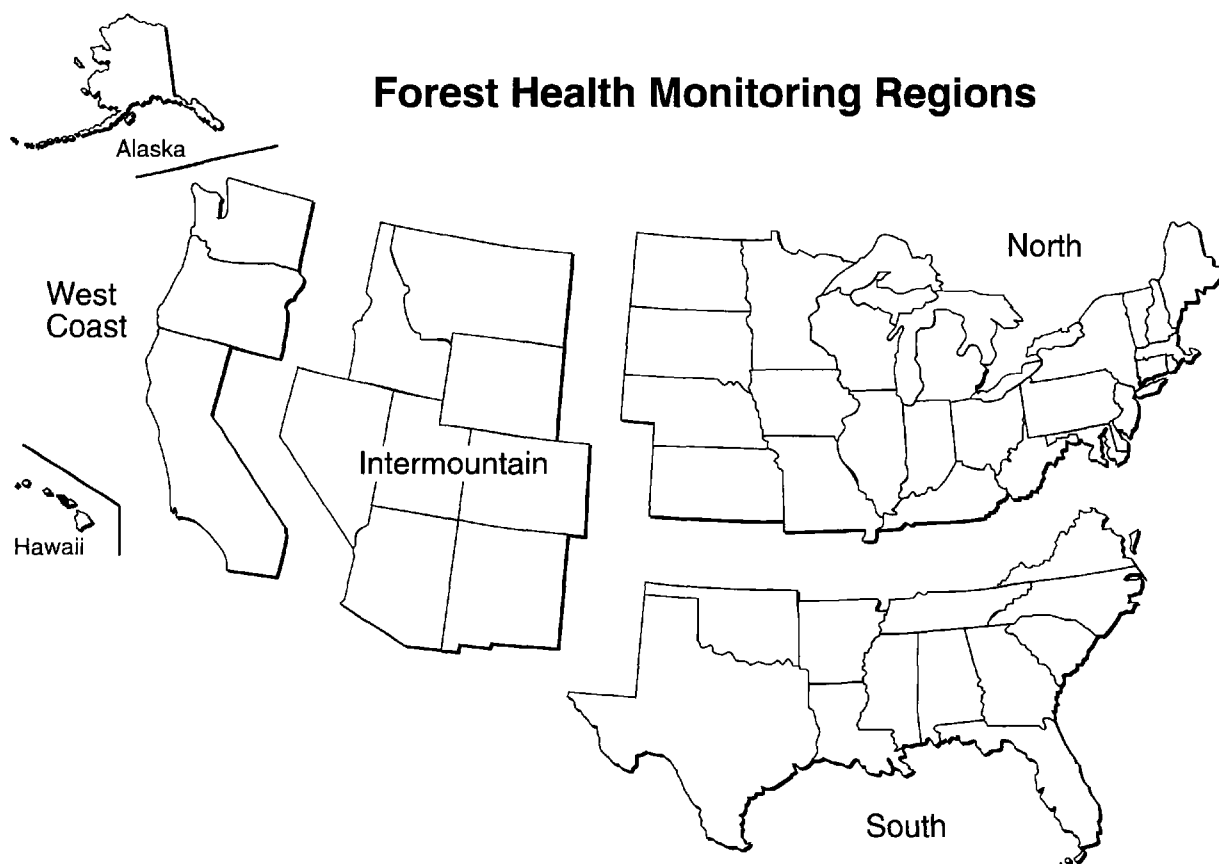 Forest Health Monitoring Regions
Alaska
North
West
Coast
Intermountain
Hawaii
South